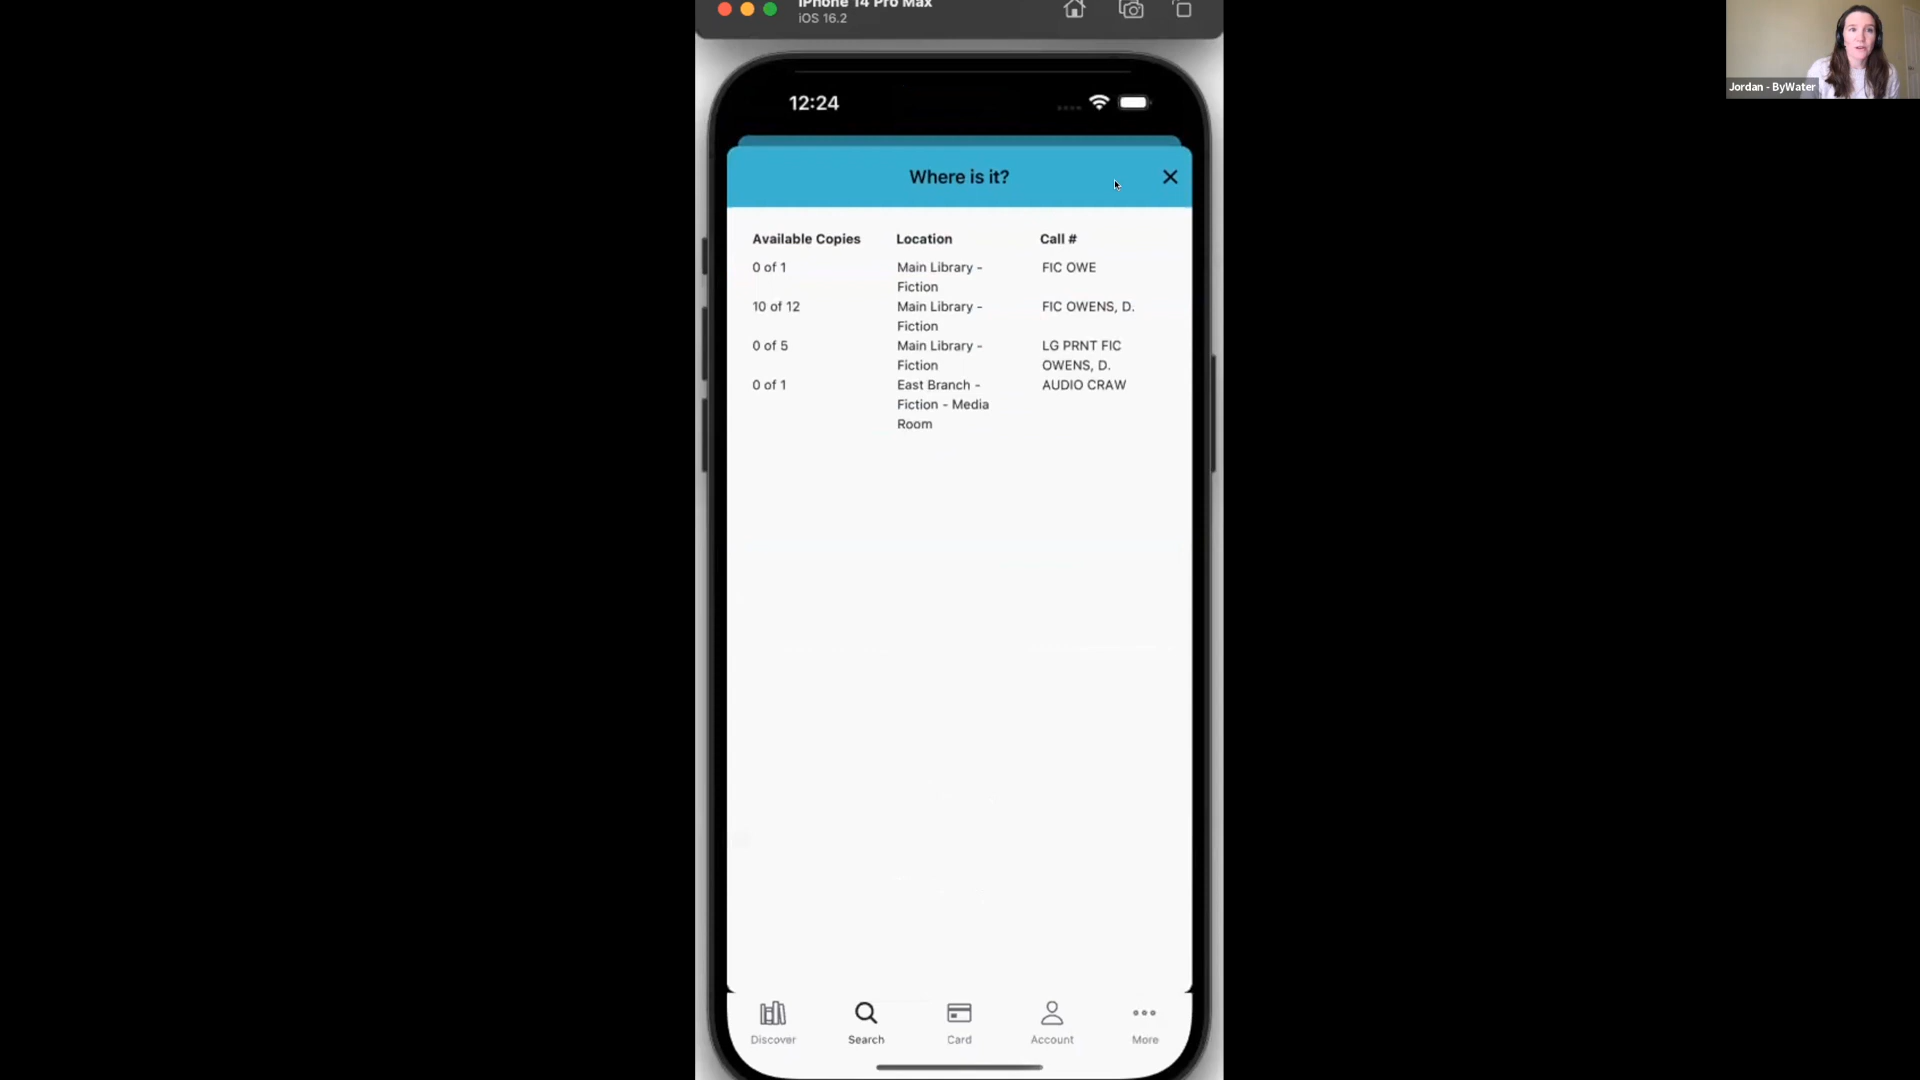 iPhone 14 Pro Max
iOS 16.2
Jordan - ByWater
12:24
Where is it?
Available Copies Location Call #
0 of 1 Main Library - FIC OWE
Fiction
10 of 12 Main Library - FIC OWENS, D.
Fiction
0 of 5 Main Library - LG PRNT FIC
Fiction OWENS, D.
0 of 1 East Branch - AUDIO CRAW
Fiction - Media
Room
Discover Search Card Account More